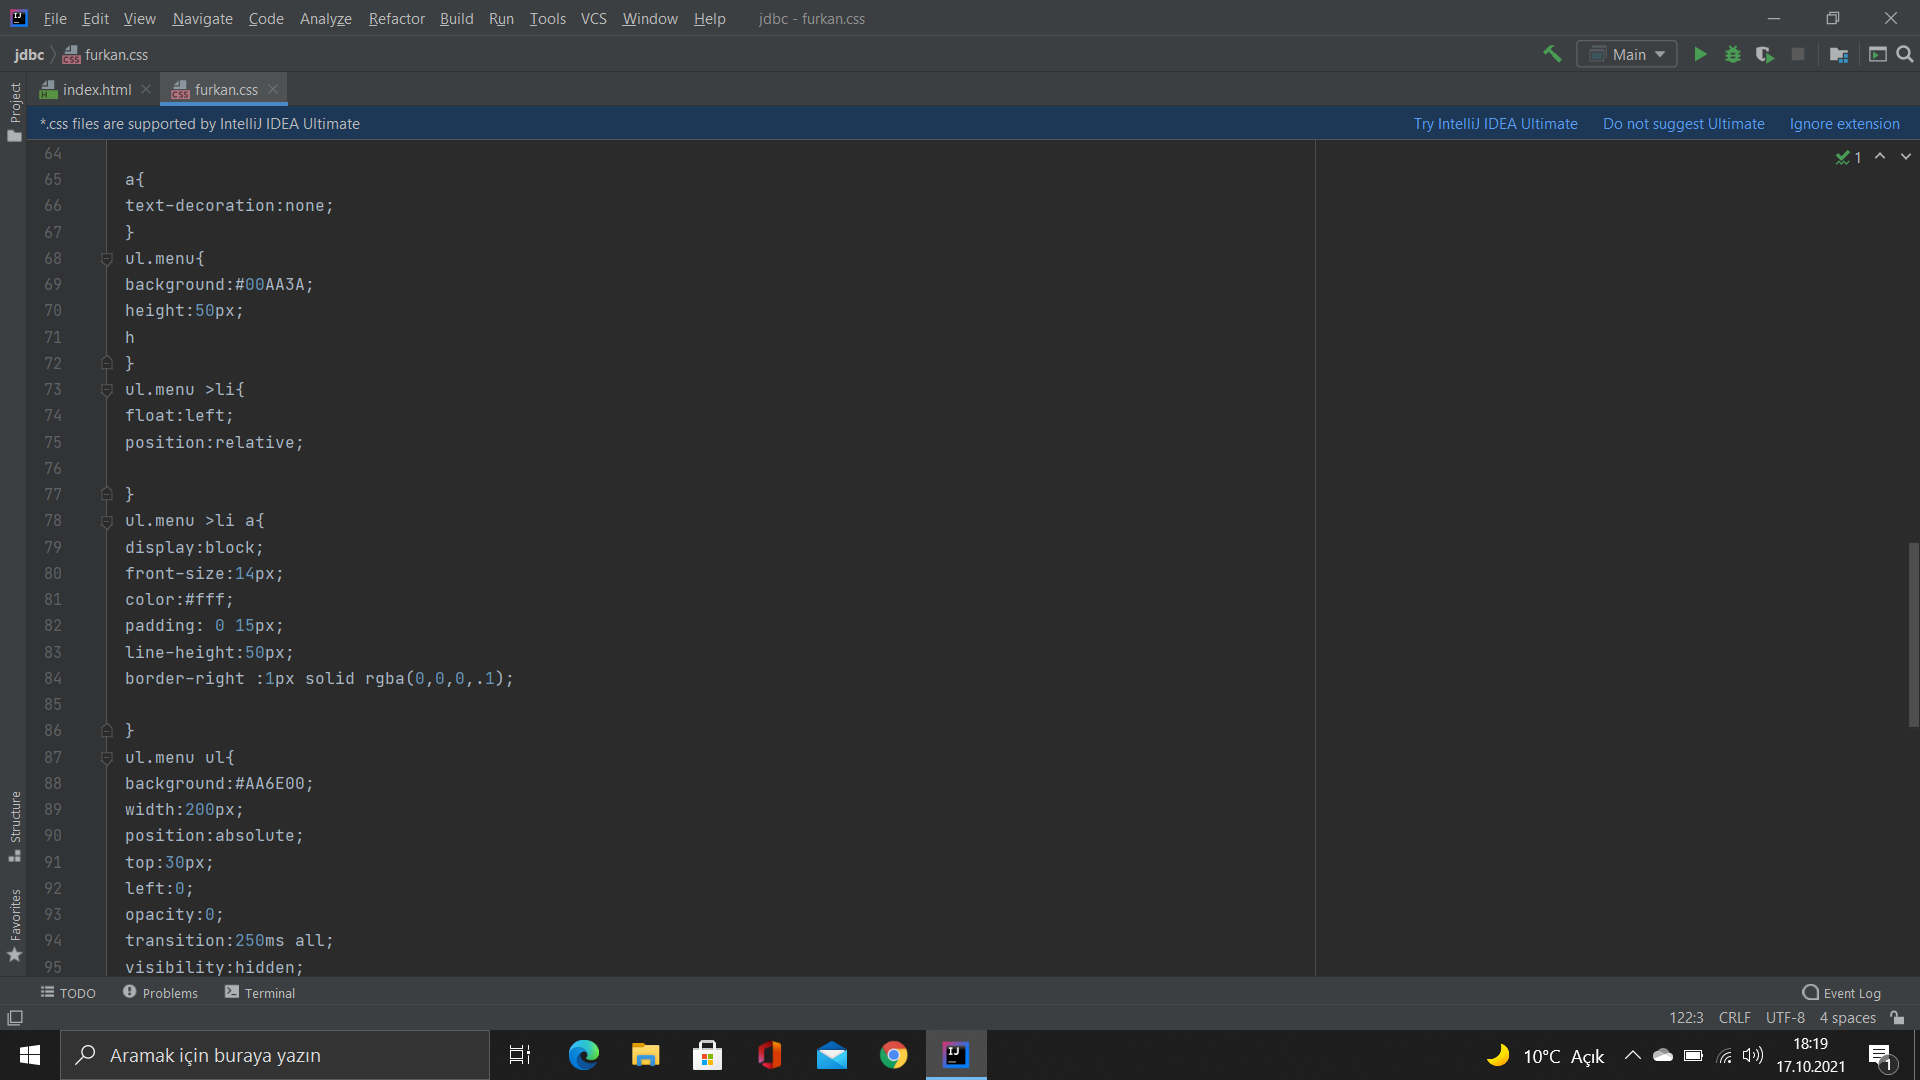 File Edit View Navigate Code Analyze Refactor Build Run Tools VCS Window Help jdbc - furkan.css
jdbc furkan.css Main
index.html furkan.css
Project
*.css files are supported by IntelliJ IDEA Ultimate Try IntelliJ IDEA Ultimate Do not suggest Ultimate Ignore extension
1
64
65 a{
66 text-decoration:none;
67 }
68 ul.menu{
69 background:#00AA3A;
70 height:50px;
71 h
72 }
73 ul.menu >li{
74 float:left;
75 position:relative;
76
77 }
78 ul.menu >li a{
79 display:block;
80 front-size:14px;
81 color:#fff;
82 padding: 0 15px;
83 line-height:50px;
84 border-right :1px solid rgba(0,0,0,.1);
85
86 }
87 ul.menu ul{
88 background:#AA6E00;
89 width:200px;
90 position:absolute;
91 top:30px;
92 left:0;
93 opacity:0;
94 transition:250ms all;
95 visibility:hidden;
Structure
Favorites
TODO Problems Terminal Event Log
122:3 CRLF UTF-8 4 spaces
Aramak için buraya yazın
10°C Açık
18:19
17.10.2021
1